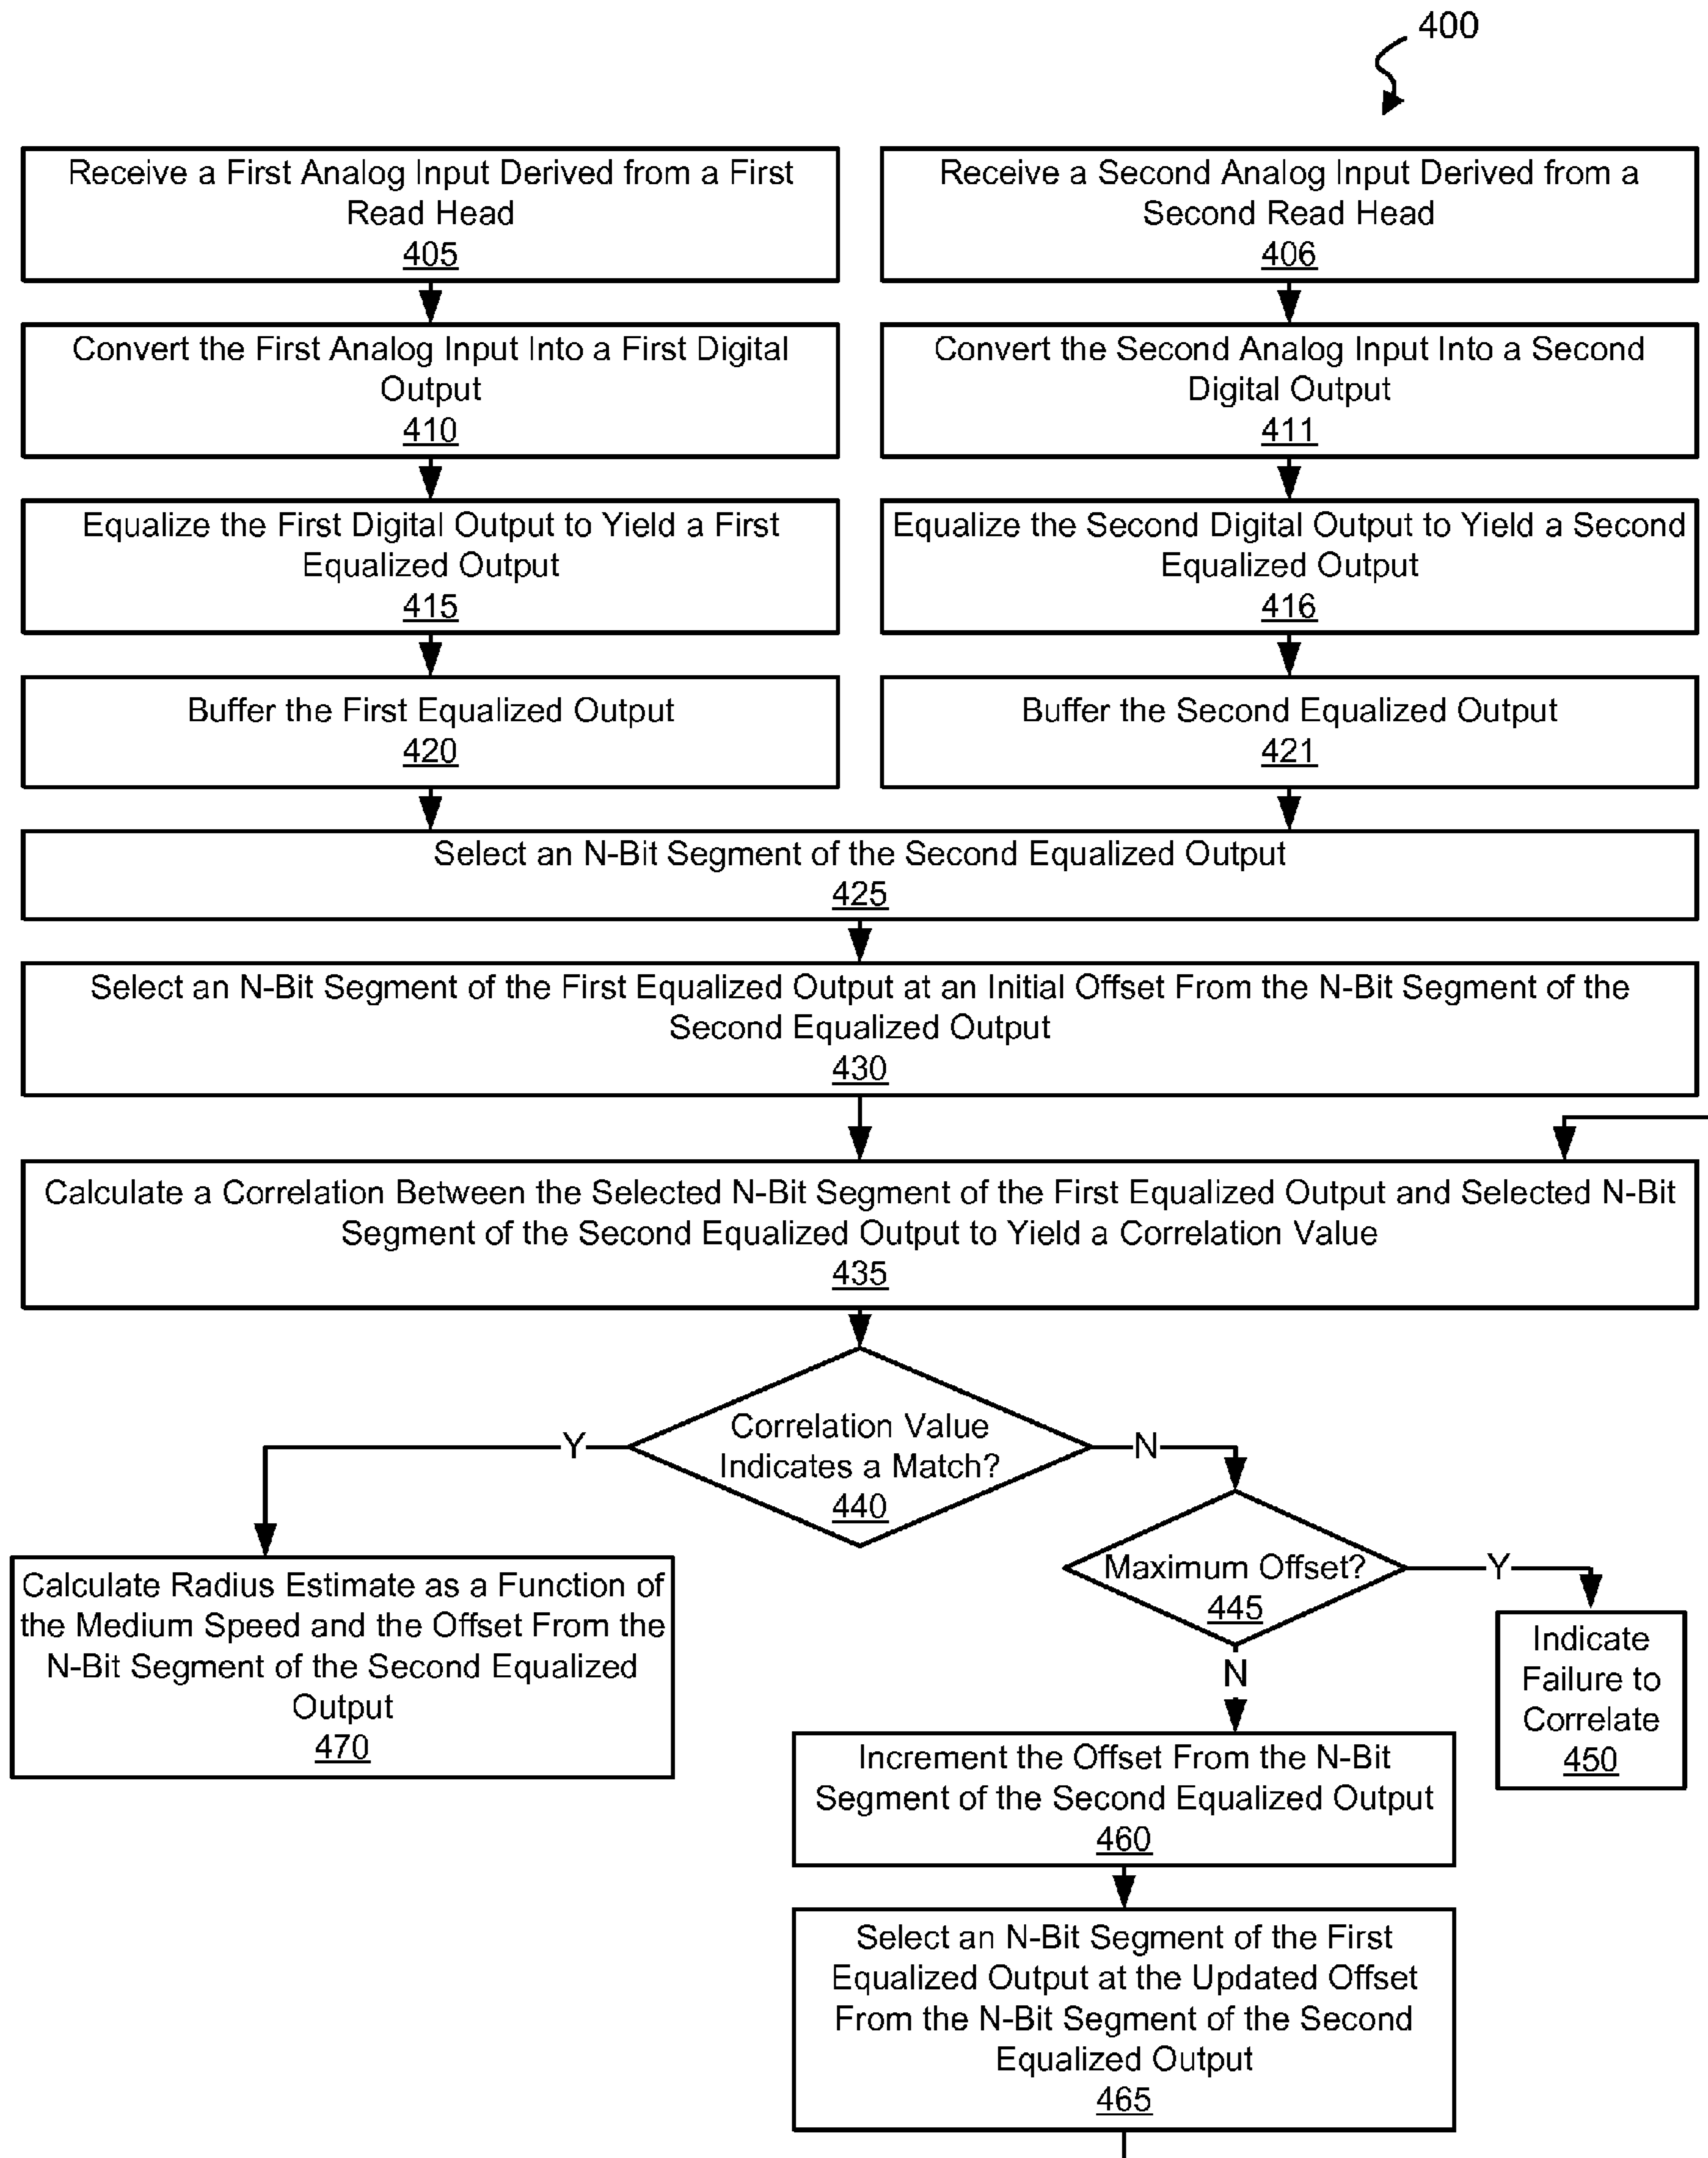 400
Receive a First Analog Input Derived from a First
Read Head
405
Receive a Second Analog Input Derived from a
Second Read Head
406
Convert the First Analog Input Into a First Digital
Output
410
Convert the Second Analog Input Into a Second
Digital Output
411
Equalize the First Digital Output to Yield a First
Equalized Output
415
Equalize the Second Digital Output to Yield a Second
Equalized Output
416
Buffer the First Equalized Output
420
Buffer the Second Equalized Output
421
Select an N-Bit Segment of the Second Equalized Output
425
Select an N-Bit Segment of the First Equalized Output at an Initial Offset From the N-Bit Segment of the
Second Equalized Output
430
Calculate a Correlation Between the Selected N-Bit Segment of the First Equalized Output and Selected N-Bit
Segment of the Second Equalized Output to Yield a Correlation Value
435
Correlation Value
Indicates a Match?
440
Y
N
Maximum Offset?
445
Y
N
Calculate Radius Estimate as a Function of
the Medium Speed and the Offset From the
N-Bit Segment of the Second Equalized
Output
470
Indicate
Failure to
Correlate
450
Increment the Offset From the N-Bit
Segment of the Second Equalized Output
460
Select an N-Bit Segment of the First
Equalized Output at the Updated Offset
From the N-Bit Segment of the Second
Equalized Output
465